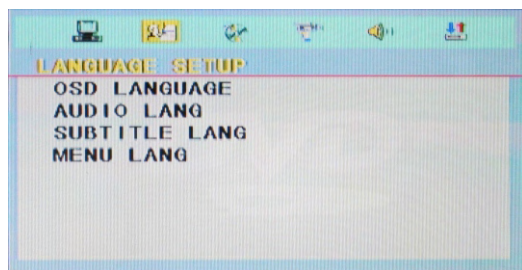 LANGUAGE SETUP
OSD LANGUAGE
AUDIO LANG
SUBTITLE LANG
MENU LANG